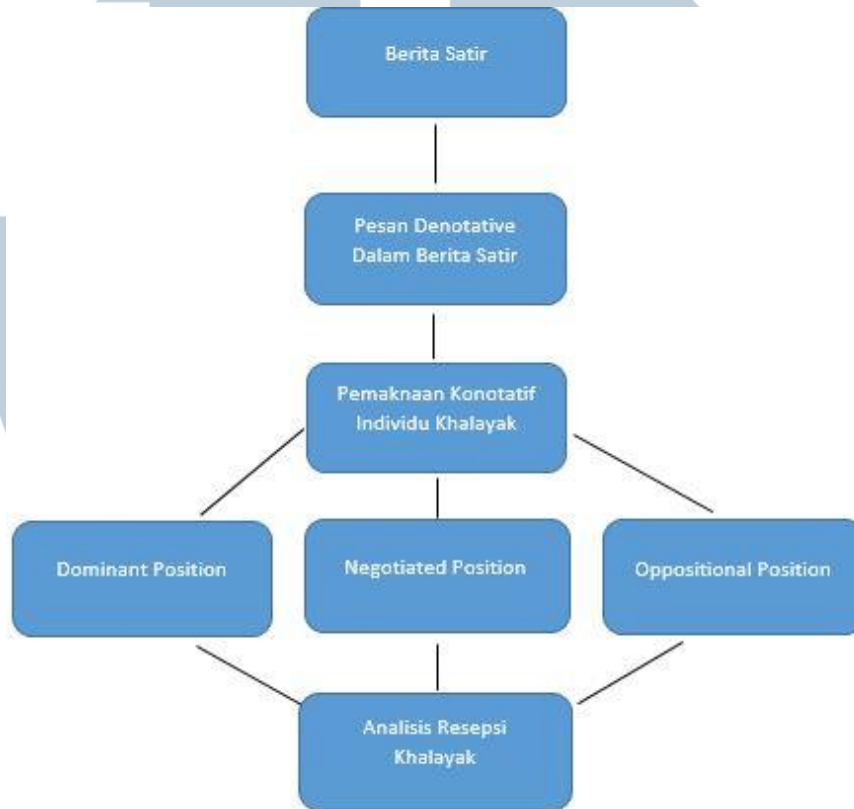 Berita Satir
Pesan Denotative
Dalam Berita Satir
Pemaknaan Konotatif
Individu Khalayak
Dominant Position
Negotiated Position
Oppositional Position
Analisis Resepsi
Khalayak